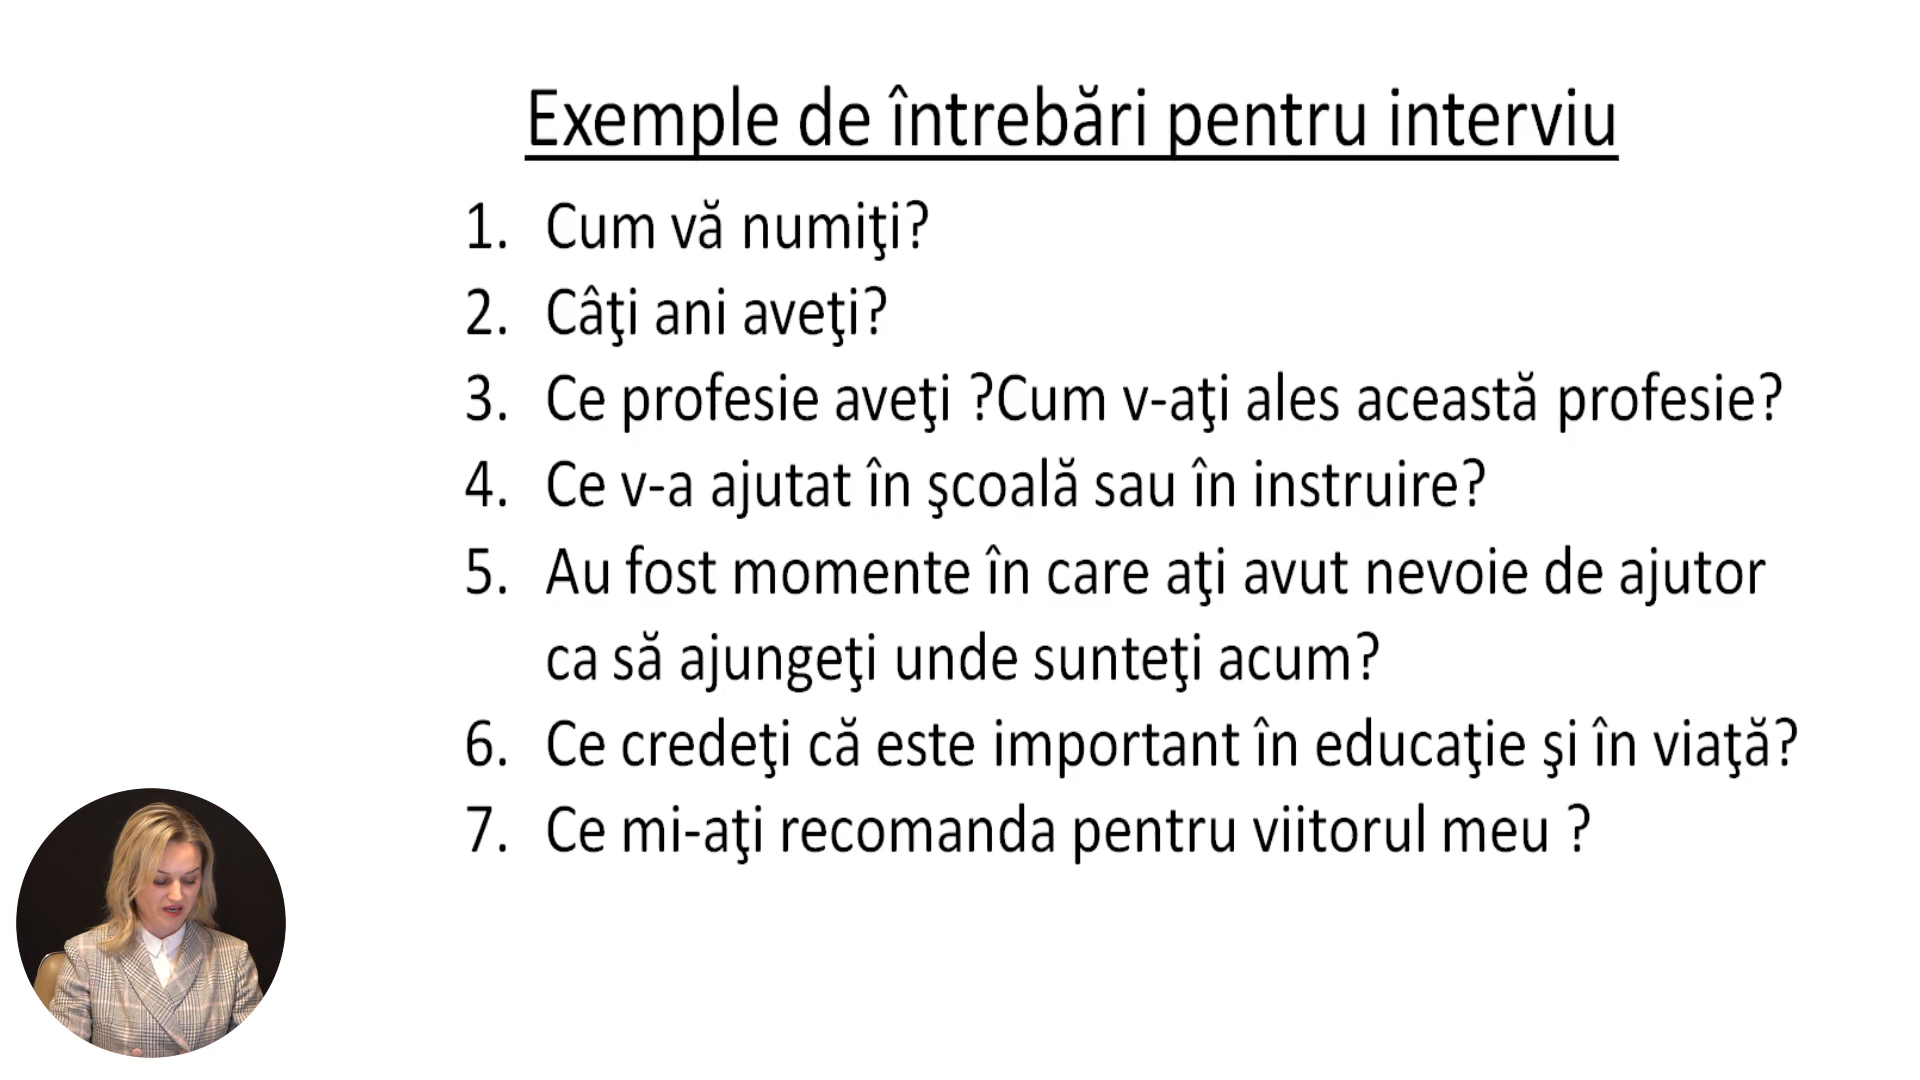 Exemple de întrebări pentru interviu
1. Cum vă numiţi?
2. Câţi ani aveţi?
3. Ce profesie aveţi ?Cum v-aţi ales această profesie?
4. Ce v-a ajutat în şcoală sau în instruire?
5. Au fost momente în care aţi avut nevoie de ajutor
ca să ajungeţi unde sunteţi acum?
6. Ce credeţi că este important în educaţie şi în viaţă?
7. Ce mi-aţi recomanda pentru viitorul meu ?